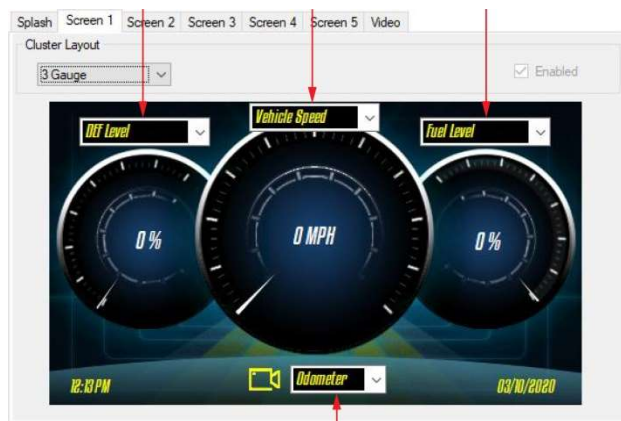 Splash Screen 1 Screen 2 Screen 3 Screen 4 Screen 5 Video
Cluster Layout
3 Gauge Enabled
DEF Level Vehicle Speed Fuel Level
0 % 0 MPH 0 %
12:13 PM Odometer 03/10/2020